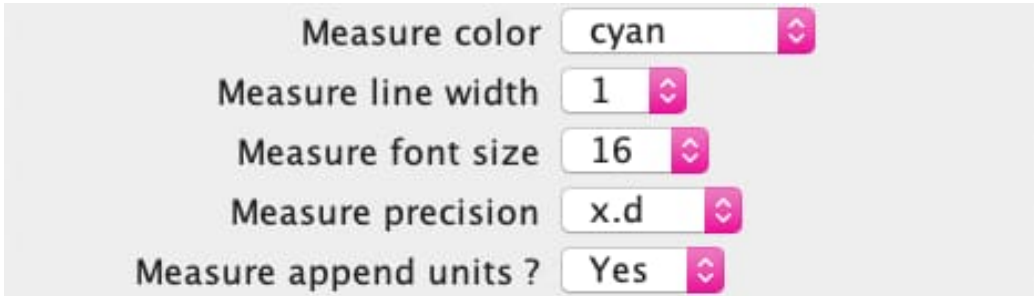 Measure color cyan
Measure line width 1
Measure font size 16
Measure precision x.d
Measure append units ? Yes